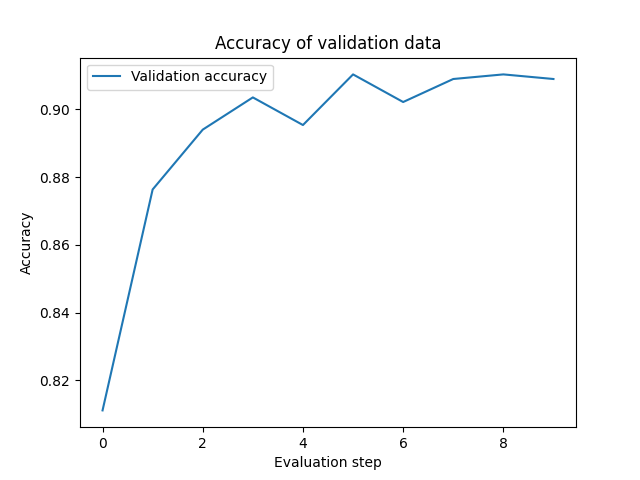 Accuracy of validation data
Validation accuracy
0.90
0.88
0.86
0.84
0.82
Accuracy
0 2 4 6 8
Evaluation step